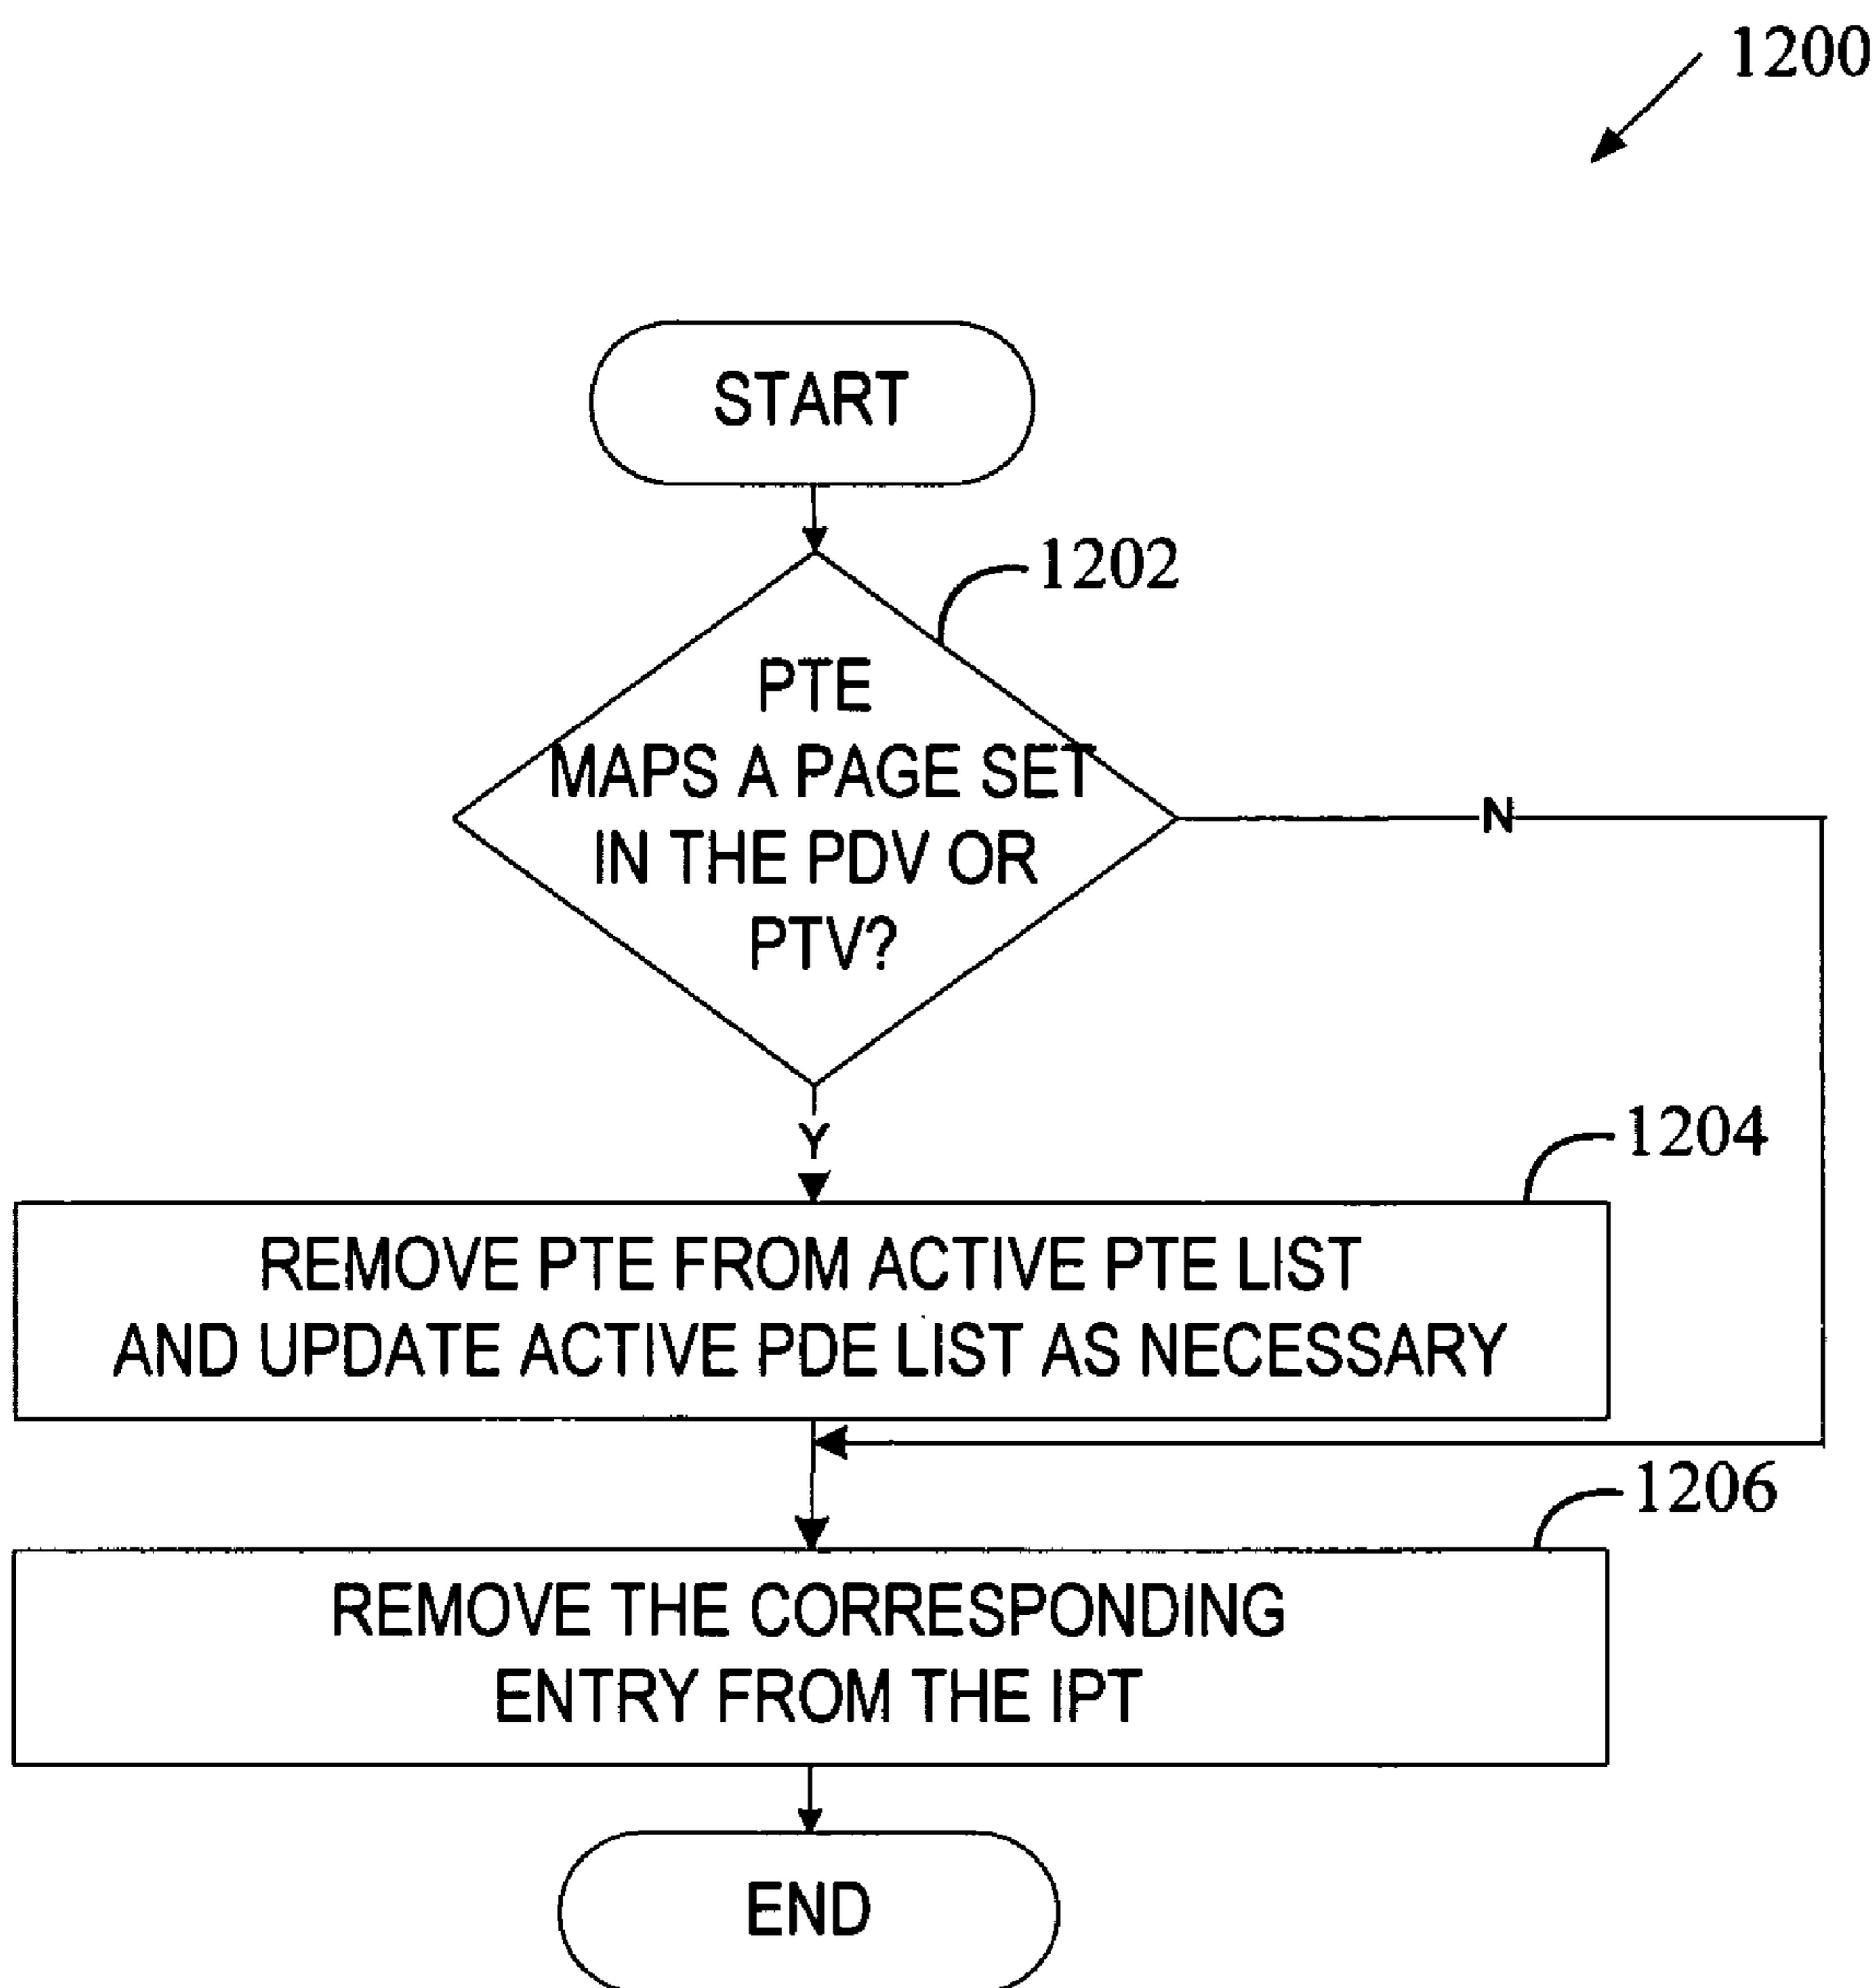 1200
START
1202
PTE
MAPS A PAGE SET
IN THE PDV OR
PTV?
N
Y
1204
REMOVE PTE FROM ACTIVE PTE LIST
AND UPDATE ACTIVE PDE LIST AS NECESSARY
1206
REMOVE THE CORRESPONDING
ENTRY FROM THE IPT
END